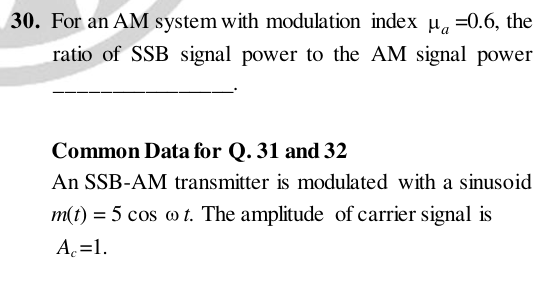 30. For an AM system with modulation index μₐ =0.6, the
ratio of SSB signal power to the AM signal power
_________________.
Common Data for Q. 31 and 32
An SSB-AM transmitter is modulated with a sinusoid
m(t) = 5 cos ω t. The amplitude of carrier signal is
A_c=1.